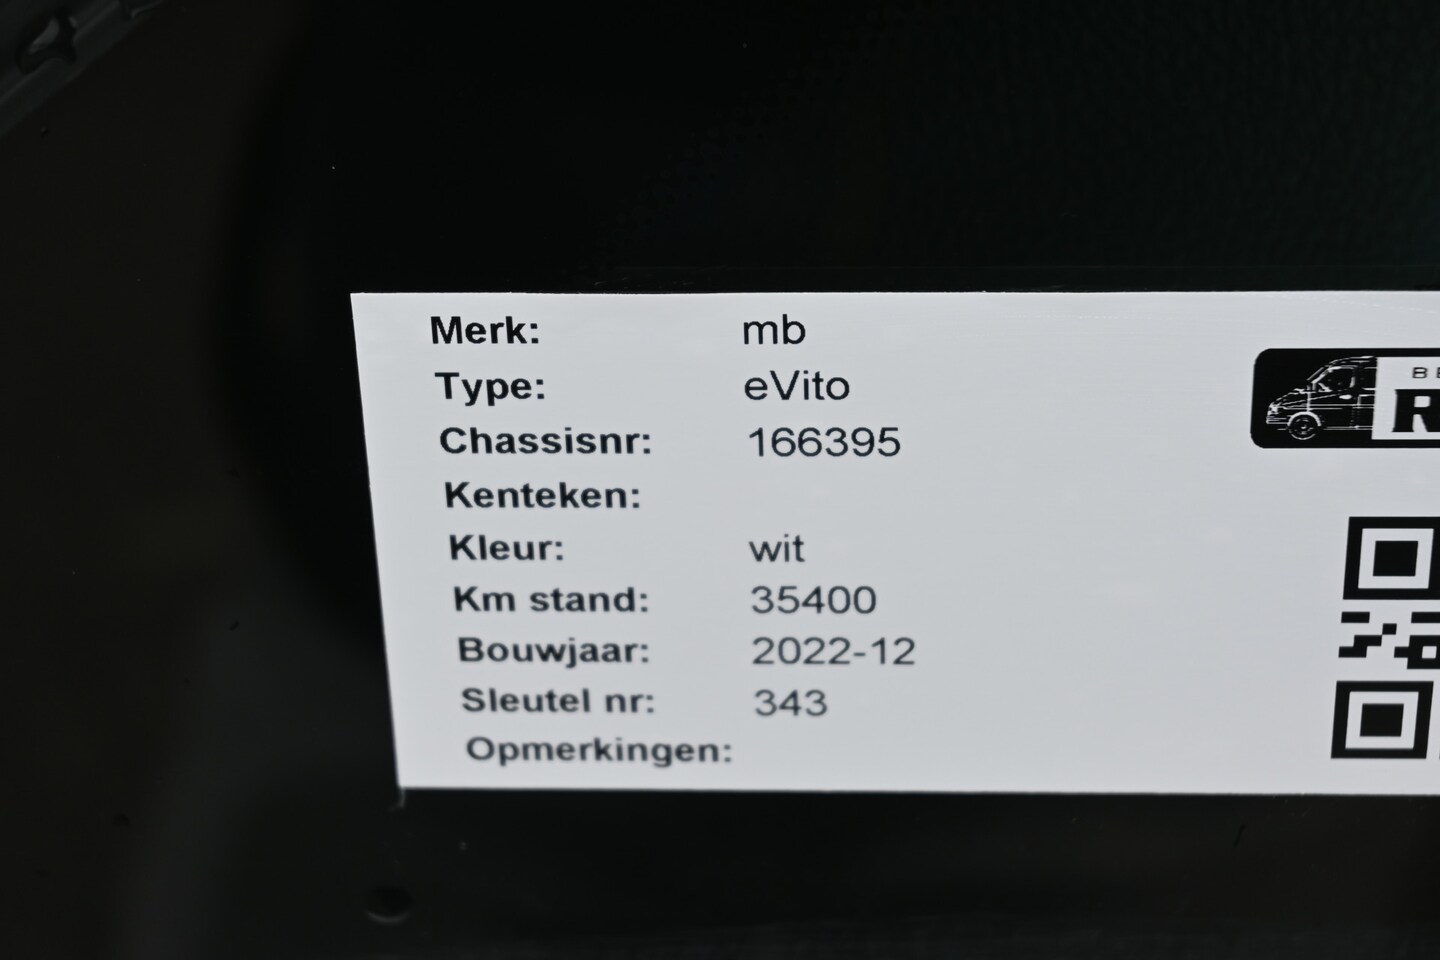 Merk: mb
Type: eVito
Chassisnr: 166395
Kenteken:
Kleur: wit
Km stand: 35400
Bouwjaar: 2022-12
Sleutel nr: 343
Opmerkingen: